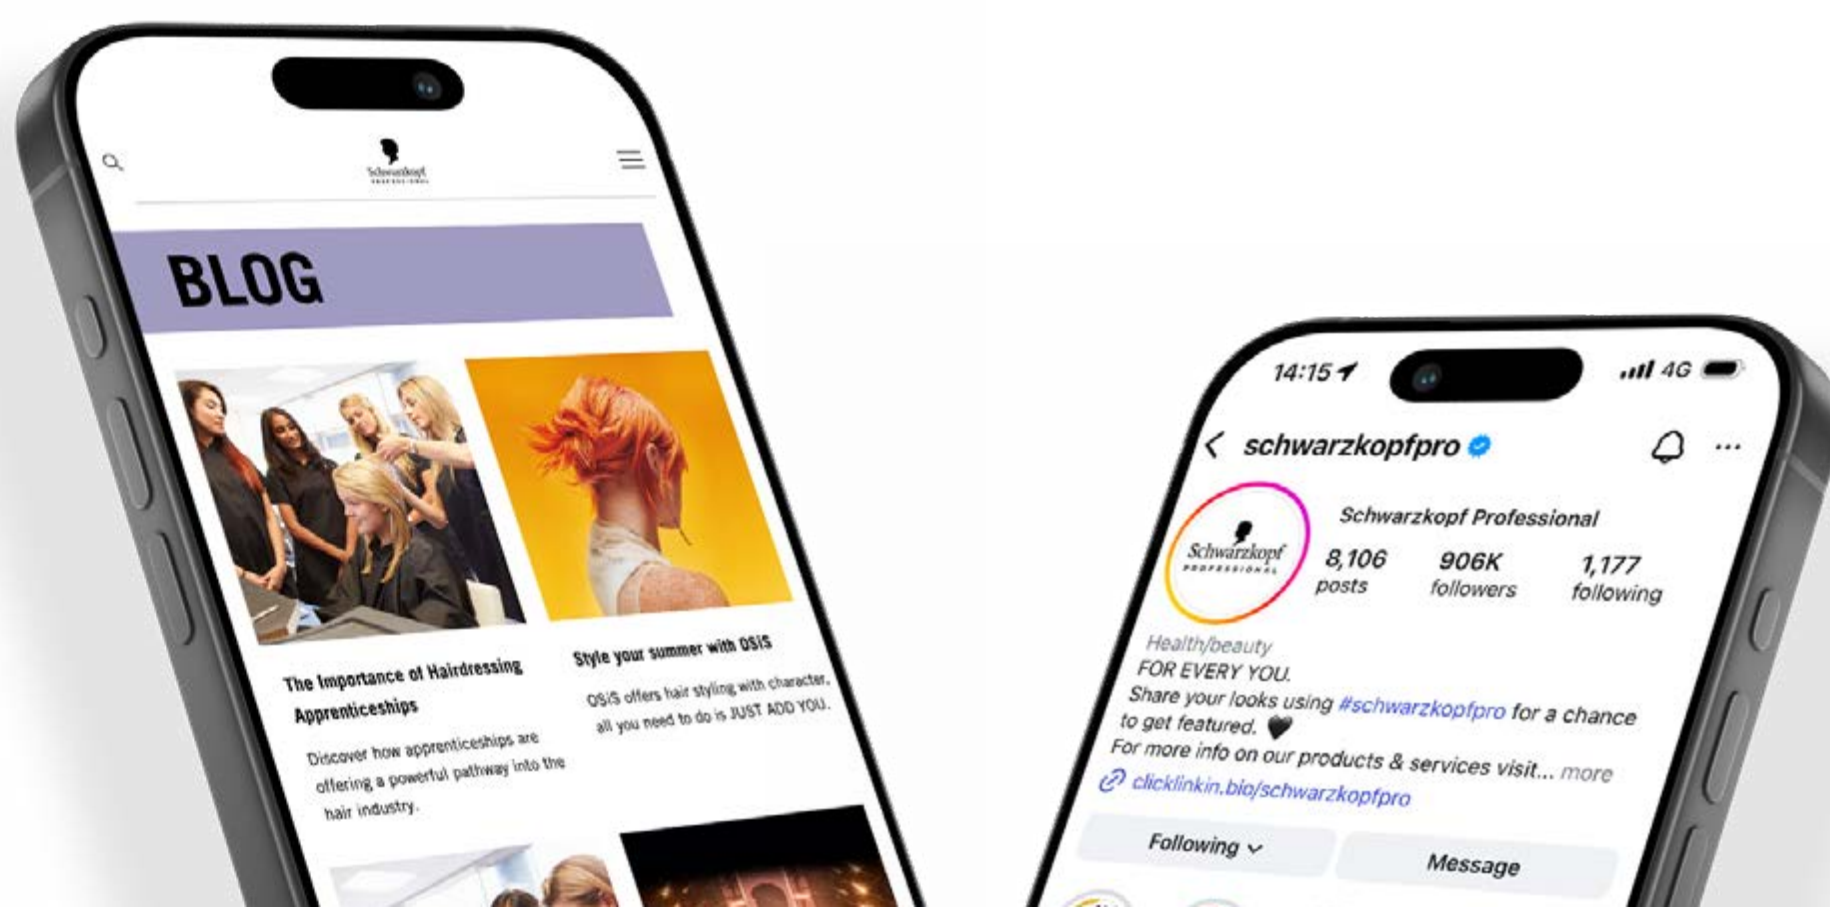 Schwarzkopf
PROFESSIONAL
BLOG
The Importance of Hairdressing
Apprenticeships
Discover how apprenticeships are
offering a powerful pathway into the
hair industry.
Style your summer with OSiS
OSiS offers hair styling with character,
all you need to do is JUST ADD YOU.
14:15
4G
schwarzkopfpro
Schwarzkopf
PROFESSIONAL
Schwarzkopf Professional
8,106 906K 1,177
posts followers following
Health/beauty
FOR EVERY YOU.
Share your looks using #schwarzkopfpro for a chance
to get featured. 🖤
For more info on our products & services visit... more
clicklinkin.bio/schwarzkopfpro
Following
Message